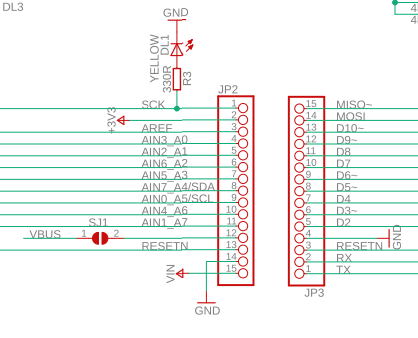 DL3
GND
YELLOW
DL1
330R
R3
JP2
SCK
1
+3V3
2
AREF
3
AIN3_A0
4
AIN2_A1
5
AIN6_A2
6
AIN5_A3
7
AIN7_A4/SDA
8
AIN0_A5/SCL
9
AIN4_A6
10
AIN1_A7
11
SJ1
VBUS
1
2
12
RESETN
13
14
VIN
15
GND
15
MISO~
14
MOSI
13
D10~
12
D9~
11
D8
10
D7
9
D6~
8
D5~
7
D4
6
D3~
5
D2
4
GND
3
RESETN
2
RX
1
TX
JP3